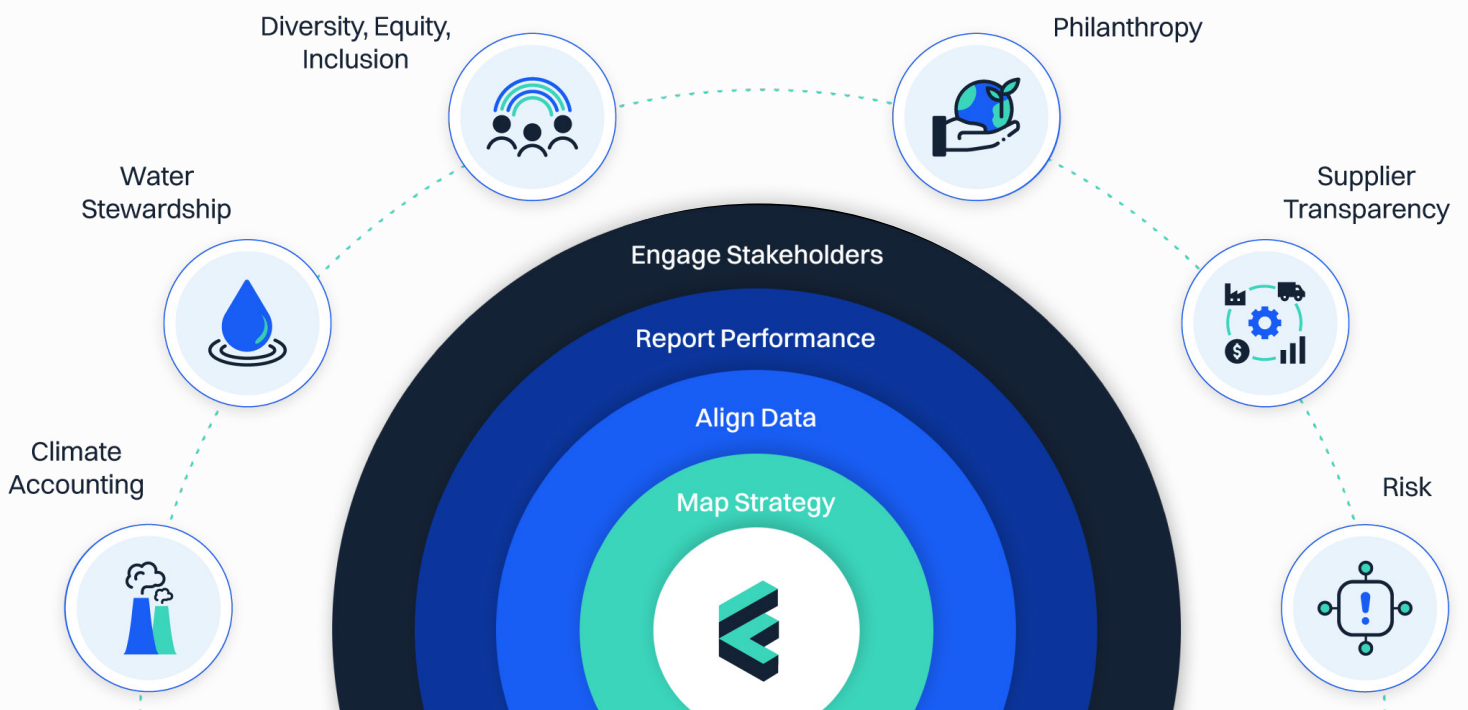 Diversity, Equity,
Inclusion
Philanthropy
Water
Stewardship
Supplier
Transparency
Engage Stakeholders
Report Performance
Align Data
Climate
Accounting
Risk
Map Strategy
$
!